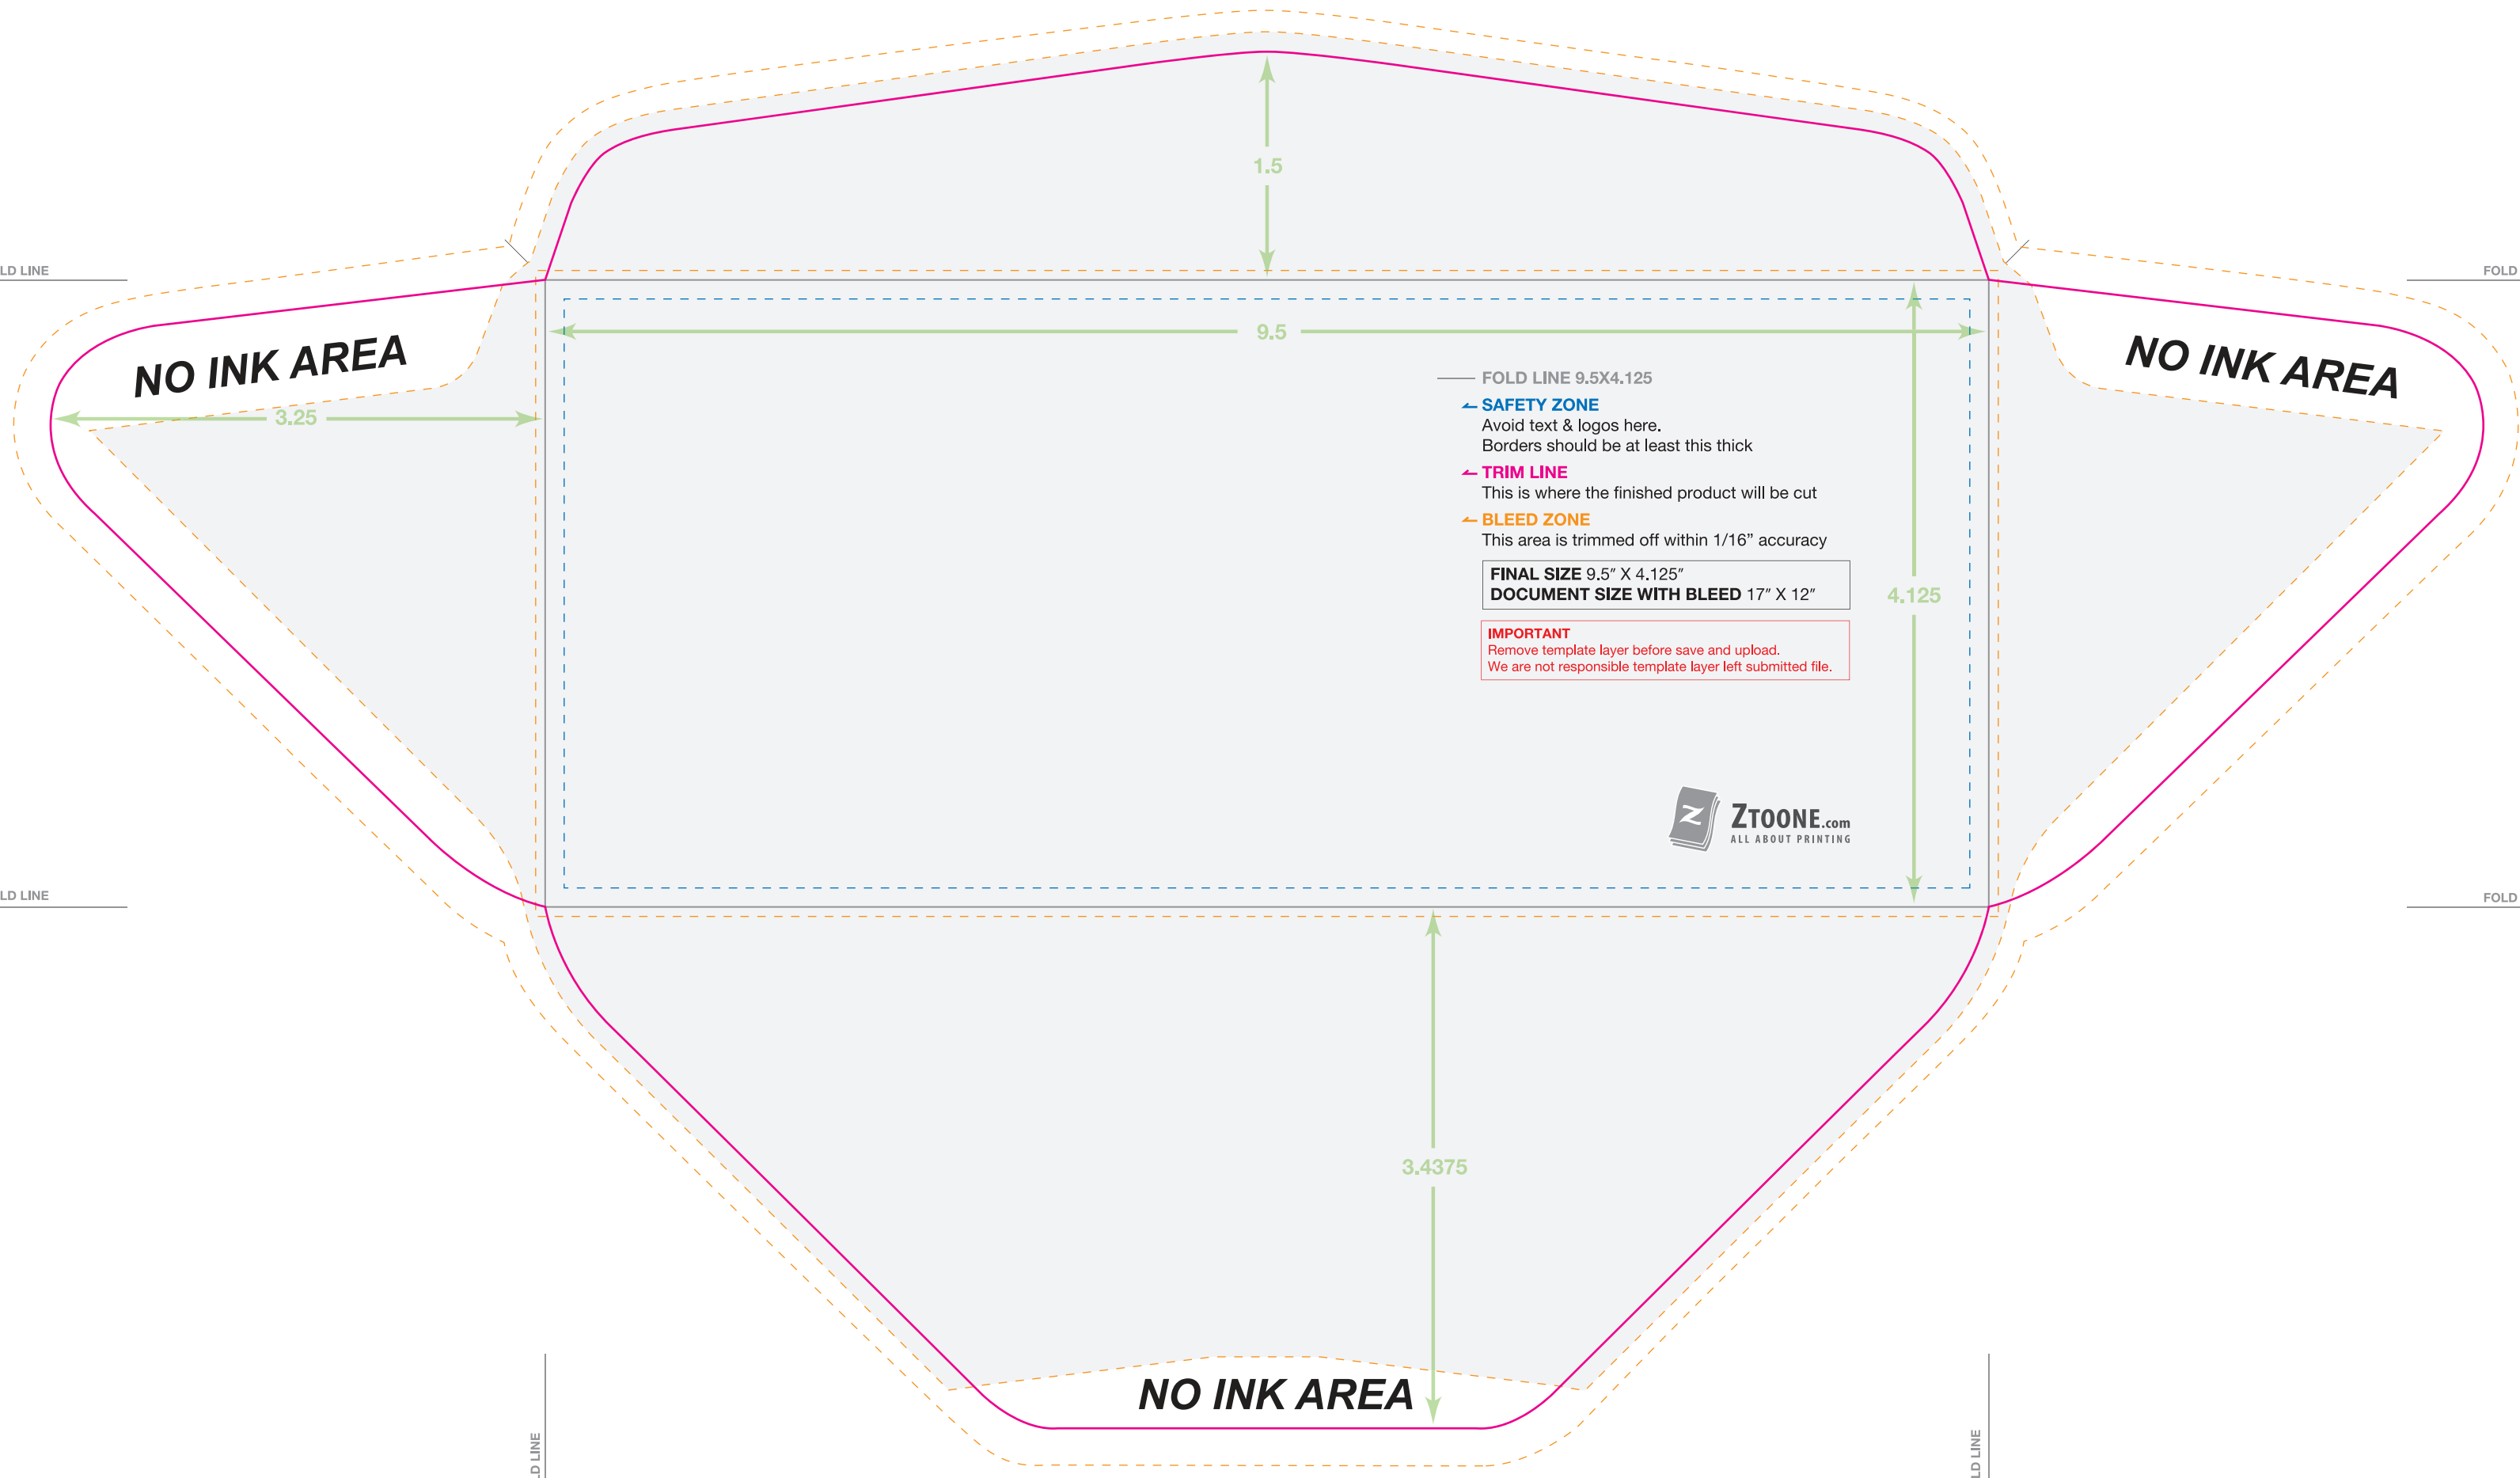 1.5
LD LINE
FOLD
NO INK AREA
NO INK AREA
9.5
3.25
FOLD LINE 9.5X4.125
SAFETY ZONE
Avoid text & logos here.
Borders should be at least this thick
TRIM LINE
This is where the finished product will be cut
BLEED ZONE
This area is trimmed off within 1/16” accuracy
FINAL SIZE 9.5″ X 4.125″
DOCUMENT SIZE WITH BLEED 17″ X 12″
4.125
IMPORTANT
Remove template layer before save and upload.
We are not responsible template layer left submitted file.
Z
ZTOONE.com
ALL ABOUT PRINTING
LD LINE
FOLD
3.4375
NO INK AREA
LD LINE
LD LINE